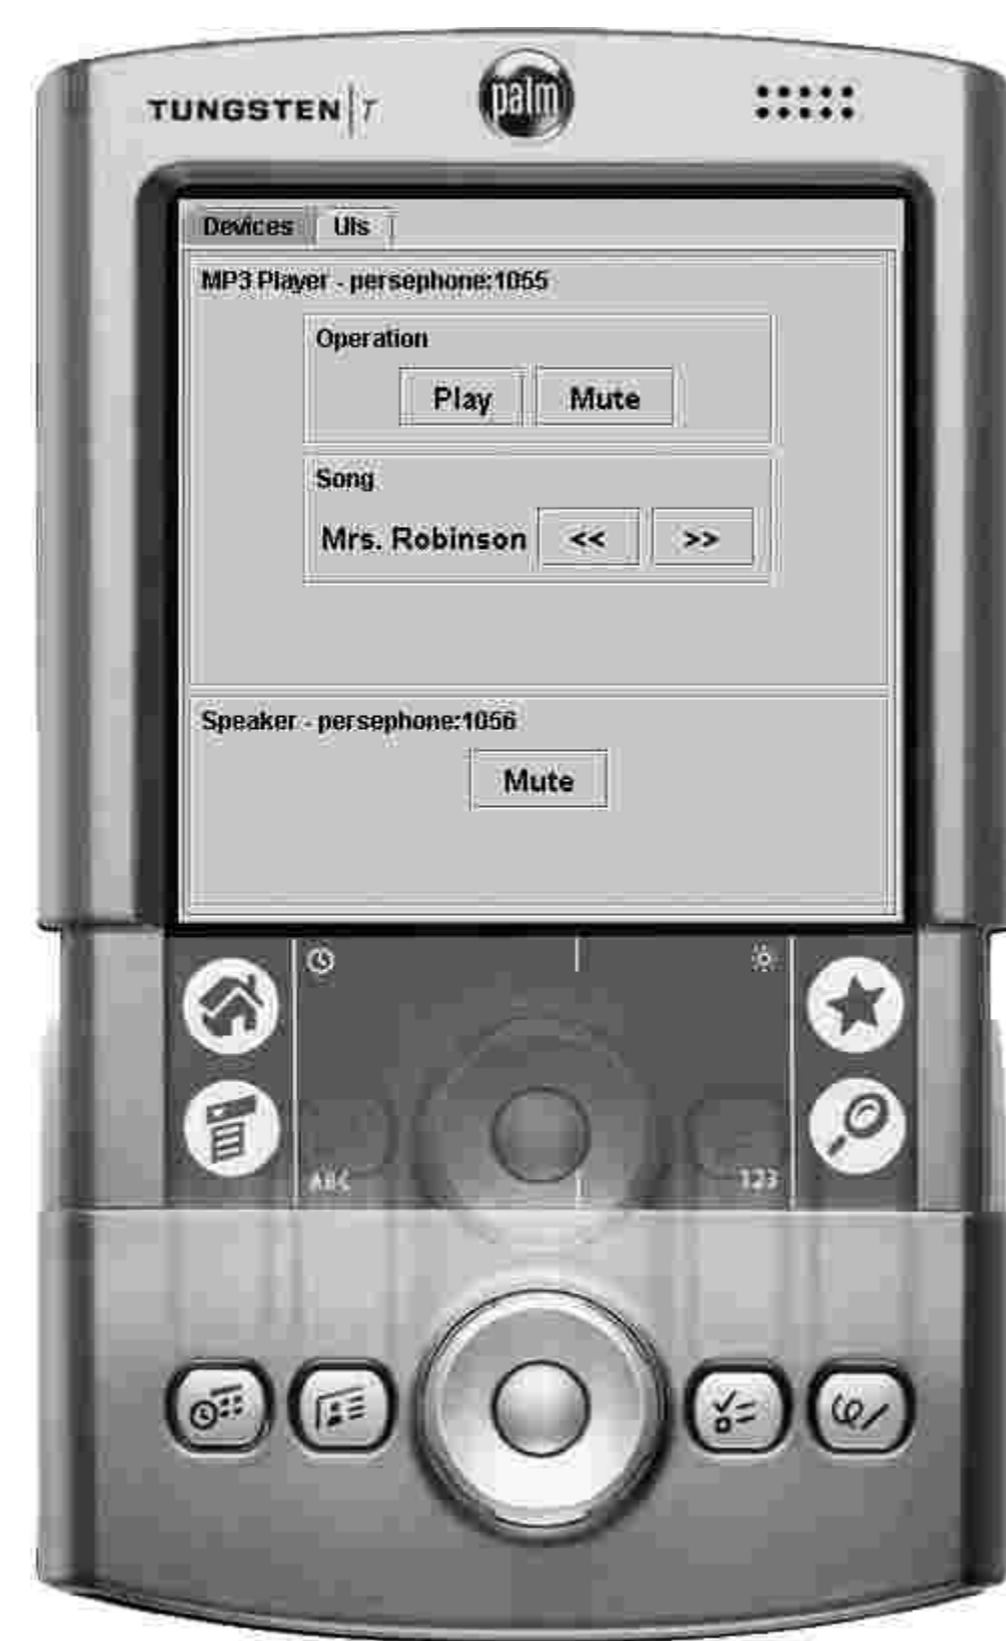 TUNGSTEN|T
palm
Devices UIs
MP3 Player - persephone:1055
Operation
Play Mute
Song
Mrs. Robinson << >>
Speaker - persephone:1056
Mute
ABC 123